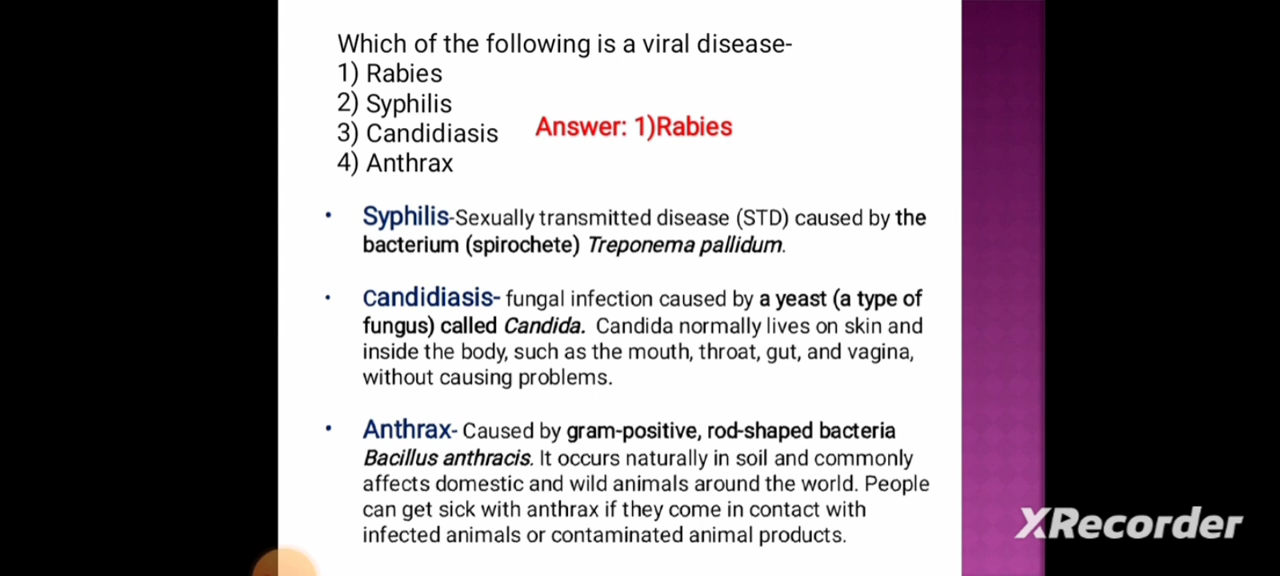 Which of the following is a viral disease-
1) Rabies
2) Syphilis
3) Candidiasis
Answer: 1)Rabies
4) Anthrax
• Syphilis-Sexually transmitted disease (STD) caused by the
bacterium (spirochete) Treponema pallidum.
• Candidiasis- fungal infection caused by a yeast (a type of
fungus) called Candida. Candida normally lives on skin and
inside the body, such as the mouth, throat, gut, and vagina,
without causing problems.
• Anthrax- Caused by gram-positive, rod-shaped bacteria
Bacillus anthracis. It occurs naturally in soil and commonly
affects domestic and wild animals around the world. People
can get sick with anthrax if they come in contact with
infected animals or contaminated animal products.
XRecorder